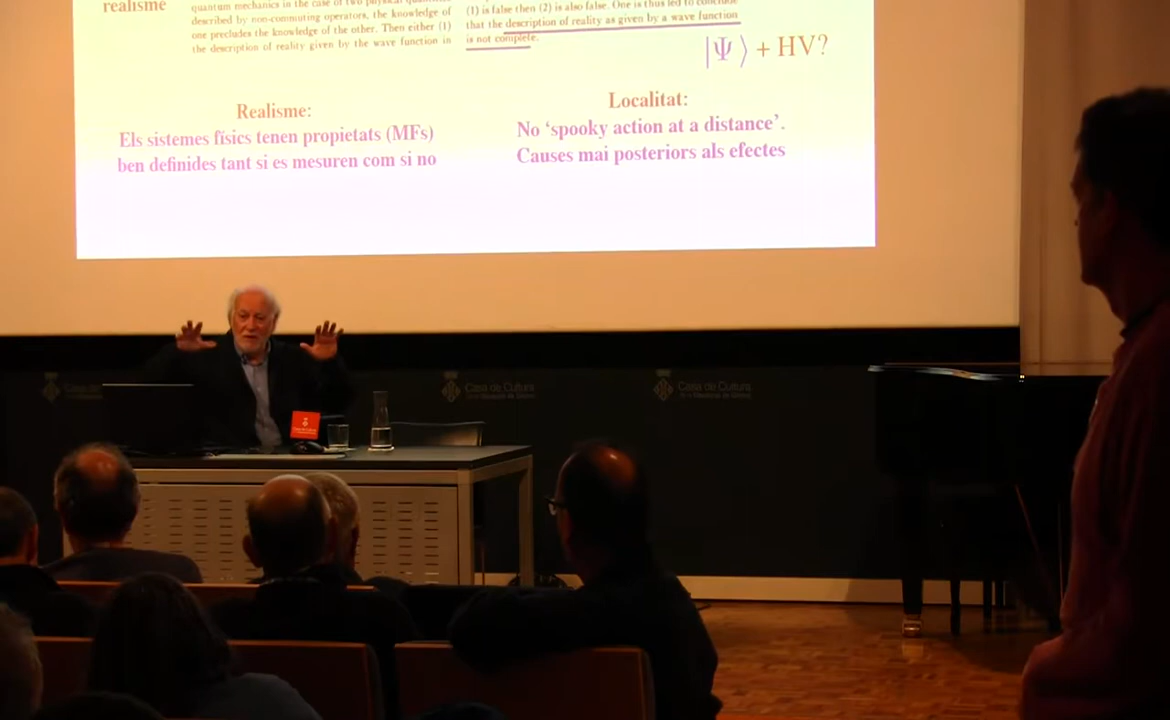 realisme
quantum mechanics in the case of two physical quantities
described by non-commuting operators, the knowledge of
one precludes the knowledge of the other. Then either (1)
the description of reality given by the wave function in
(1) is false then (2) is also false. One is thus led to conclude
that the description of reality as given by a wave function
is not complete.
|Ψ⟩ + HV?
Realisme:
Els sistemes físics tenen propietats (MFs)
ben definides tant si es mesuren com si no
Localitat:
No ‘spooky action at a distance’.
Causes mai posteriors als efectes
Casa de Cultura
Casa de Cultura
Casa de Cultura